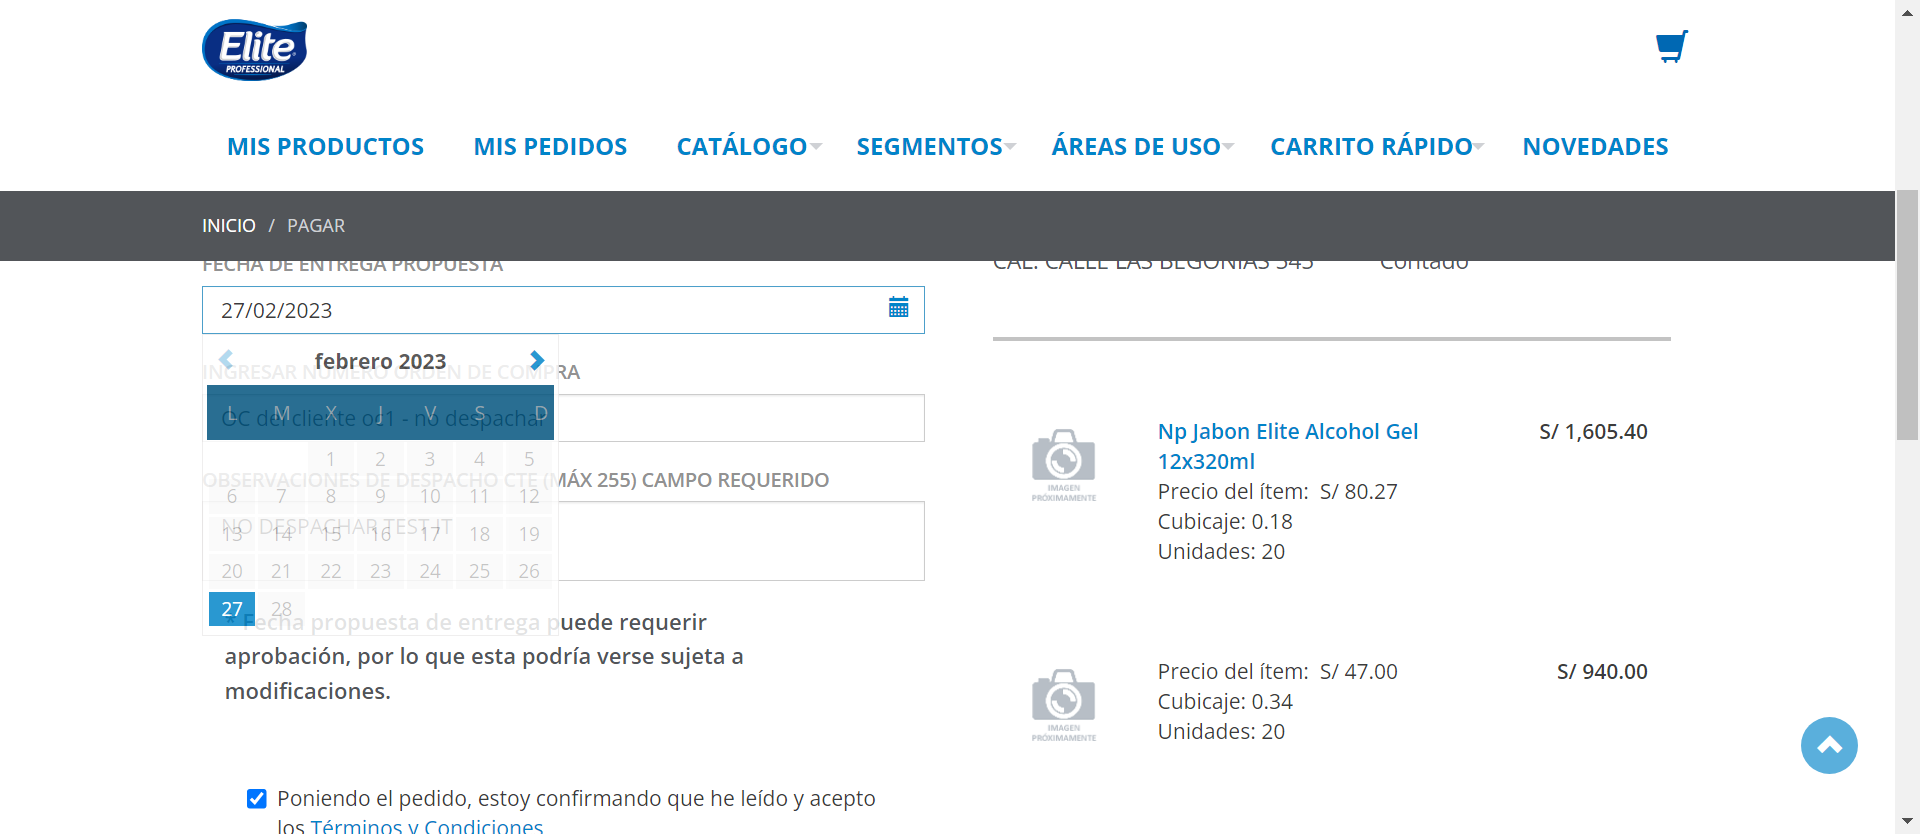 Elite
PROFESSIONAL
MIS PRODUCTOS MIS PEDIDOS CATÁLOGO SEGMENTOS ÁREAS DE USO CARRITO RÁPIDO NOVEDADES
INICIO / PAGAR
FECHA DE ENTREGA PROPUESTA
27/02/2023
febrero 2023
L M X J V S D
1 2 3 4 5
6 7 8 9 10 11 12
13 14 15 16 17 18 19
20 21 22 23 24 25 26
27 28
INGRESAR NÚMERO ORDEN DE COMPRA
OC del cliente oc1 - no despachar
OBSERVACIONES DE DESPACHO CTE (MÁX 255) CAMPO REQUERIDO
NO DESPACHAR TEST IT
* Fecha propuesta de entrega puede requerir
aprobación, por lo que esta podría verse sujeta a
modificaciones.
Poniendo el pedido, estoy confirmando que he leído y acepto
los Términos y Condiciones
CAL. CALLE LAS BEGONIAS 545 Contado
IMAGEN
PRÓXIMAMENTE
Np Jabon Elite Alcohol Gel
12x320ml
S/ 1,605.40
Precio del ítem: S/ 80.27
Cubicaje: 0.18
Unidades: 20
IMAGEN
PRÓXIMAMENTE
Precio del ítem: S/ 47.00
S/ 940.00
Cubicaje: 0.34
Unidades: 20